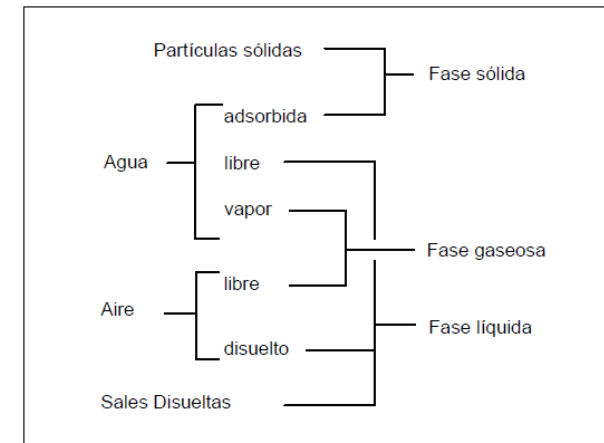 Partículas sólidas
Fase sólida
adsorbida
Agua
libre
vapor
Fase gaseosa
libre
Aire
Fase líquida
disuelto
Sales Disueltas